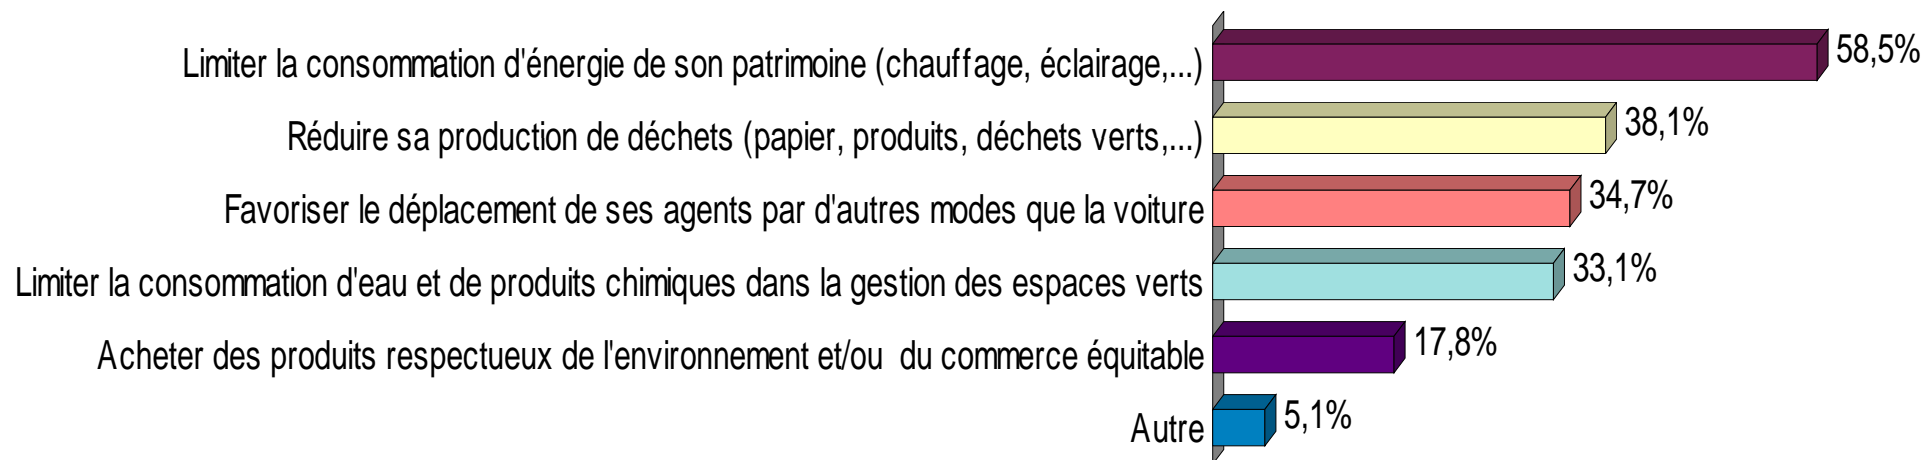 Limiter la consommation d'énergie de son patrimoine (chauffage, éclairage,...) 58,5%
Réduire sa production de déchets (papier, produits, déchets verts,...) 38,1%
Favoriser le déplacement de ses agents par d'autres modes que la voiture 34,7%
Limiter la consommation d'eau et de produits chimiques dans la gestion des espaces verts 33,1%
Acheter des produits respectueux de l'environnement et/ou du commerce équitable 17,8%
Autre 5,1%